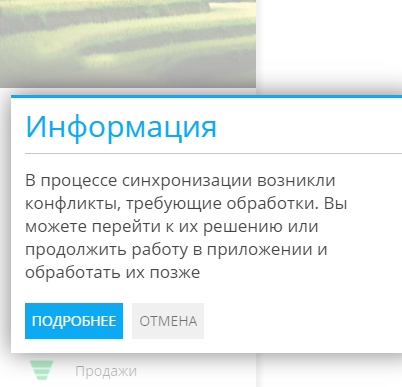 Информация
В процессе синхронизации возникли
конфликты, требующие обработки. Вы
можете перейти к их решению или
продолжить работу в приложении и
обработать их позже
ПОДРОБНЕЕ ОТМЕНА
Продажи